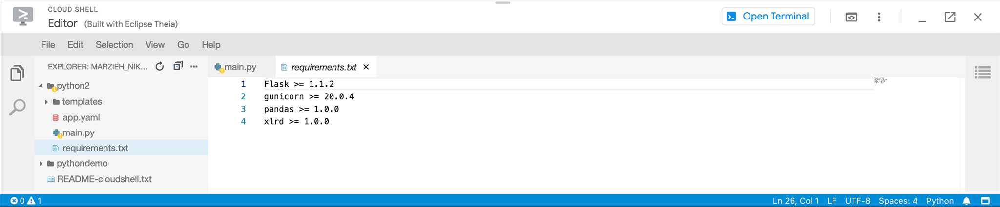 CLOUD SHELL
Editor (Built with Eclipse Theia)
Open Terminal
File Edit Selection View Go Help
EXPLORER: MARZIEH_NIK...
python2
templates
app.yaml
main.py
requirements.txt
pythondemo
README-cloudshell.txt
main.py requirements.txt
1 Flask >= 1.1.2
2 gunicorn >= 20.0.4
3 pandas >= 1.0.0
4 xlrd >= 1.0.0
0 1 Ln 26, Col 1 LF UTF-8 Spaces: 4 Python